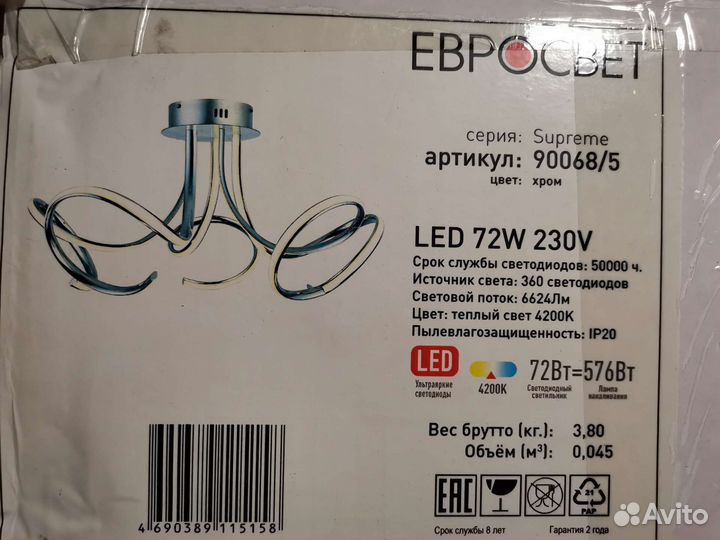 ЕВРОСВЕТ
серия: Supreme
артикул: 90068/5
цвет: хром
LED 72W 230V
Срок службы светодиодов: 50000 ч.
Источник света: 360 светодиодов
Световой поток: 6624Лм
Цвет: теплый свет 4200К
Пылевлагозащищенность: IP20
LED
Ультраяркие
светодиоды
4200K
72Вт=576Вт
Светодиодный
светильник
Лампа
накаливания
Вес брутто (кг.): 3,80
Объём (м³): 0,045
4 690389 115158
EAC
21
PAP
Срок службы 8 лет
Гарантия 2 года
Avito